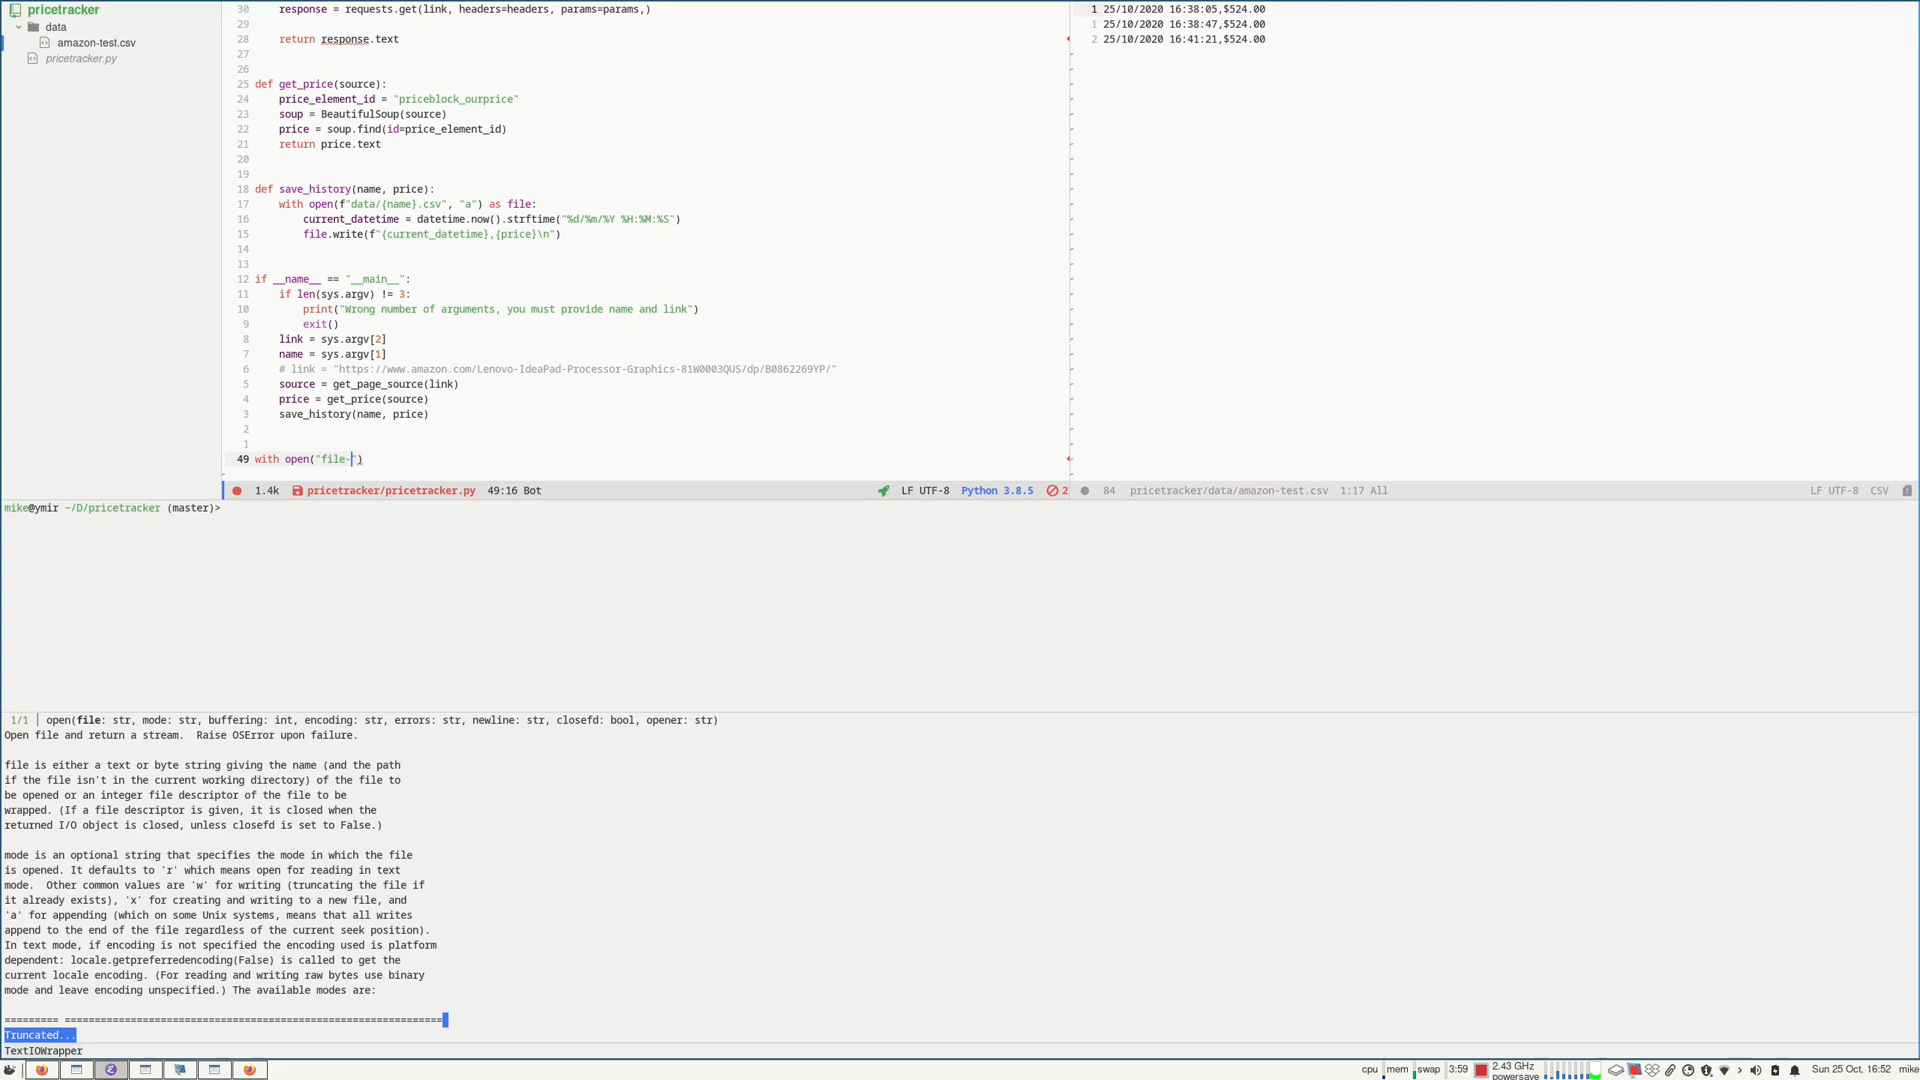 pricetracker
data
amazon-test.csv
pricetracker.py
30 response = requests.get(link, headers=headers, params=params,)
29
28 return response.text
27
26
25 def get_price(source):
24 price_element_id = "priceblock_ourprice"
23 soup = BeautifulSoup(source)
22 price = soup.find(id=price_element_id)
21 return price.text
20
19
18 def save_history(name, price):
17 with open(f"data/{name}.csv", "a") as file:
16 current_datetime = datetime.now().strftime("%d/%m/%Y %H:%M:%S")
15 file.write(f"{current_datetime},{price}\n")
14
13
12 if __name__ == "__main__":
11 if len(sys.argv) != 3:
10 print("Wrong number of arguments, you must provide name and link")
9 exit()
8 link = sys.argv[2]
7 name = sys.argv[1]
6 # link = "https://www.amazon.com/Lenovo-IdeaPad-Processor-Graphics-81W0003QUS/dp/B0862269YP/"
5 source = get_page_source(link)
4 price = get_price(source)
3 save_history(name, price)
2
1
49 with open("file-")
1.4k pricetracker/pricetracker.py 49:16 Bot LF UTF-8 Python 3.8.5 2
1 25/10/2020 16:38:05,$524.00
1 25/10/2020 16:38:47,$524.00
2 25/10/2020 16:41:21,$524.00
84 pricetracker/data/amazon-test.csv 1:17 All LF UTF-8 CSV
mike@ymir ~/D/pricetracker (master)>
1/1 | open(file: str, mode: str, buffering: int, encoding: str, errors: str, newline: str, closefd: bool, opener: str)
Open file and return a stream. Raise OSError upon failure.
file is either a text or byte string giving the name (and the path
if the file isn't in the current working directory) of the file to
be opened or an integer file descriptor of the file to be
wrapped. (If a file descriptor is given, it is closed when the
returned I/O object is closed, unless closefd is set to False.)
mode is an optional string that specifies the mode in which the file
is opened. It defaults to 'r' which means open for reading in text
mode. Other common values are 'w' for writing (truncating the file if
it already exists), 'x' for creating and writing to a new file, and
'a' for appending (which on some Unix systems, means that all writes
append to the end of the file regardless of the current seek position).
In text mode, if encoding is not specified the encoding used is platform
dependent: locale.getpreferredencoding(False) is called to get the
current locale encoding. (For reading and writing raw bytes use binary
mode and leave encoding unspecified.) The available modes are:
========= ===============================================================
Truncated...
TextIOWrapper
cpu mem swap 3:59 2.43 GHz powersave Sun 25 Oct, 16:52 mike